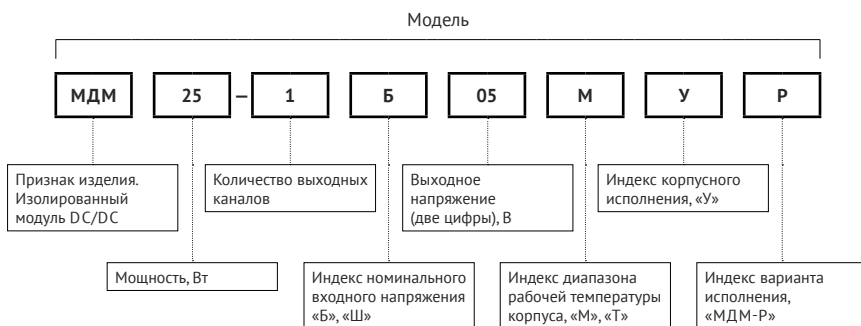 Модель
МДМ 25 – 1 Б 05 М У Р
Признак изделия.
Изолированный
модуль DC/DC
Количество выходных
каналов
Выходное
напряжение
(две цифры), В
Индекс корпусного
исполнения, «У»
Мощность, Вт
Индекс номинального
входного напряжения
«Б», «Ш»
Индекс диапазона
рабочей температуры
корпуса, «М», «Т»
Индекс варианта
исполнения,
«МДМ-Р»